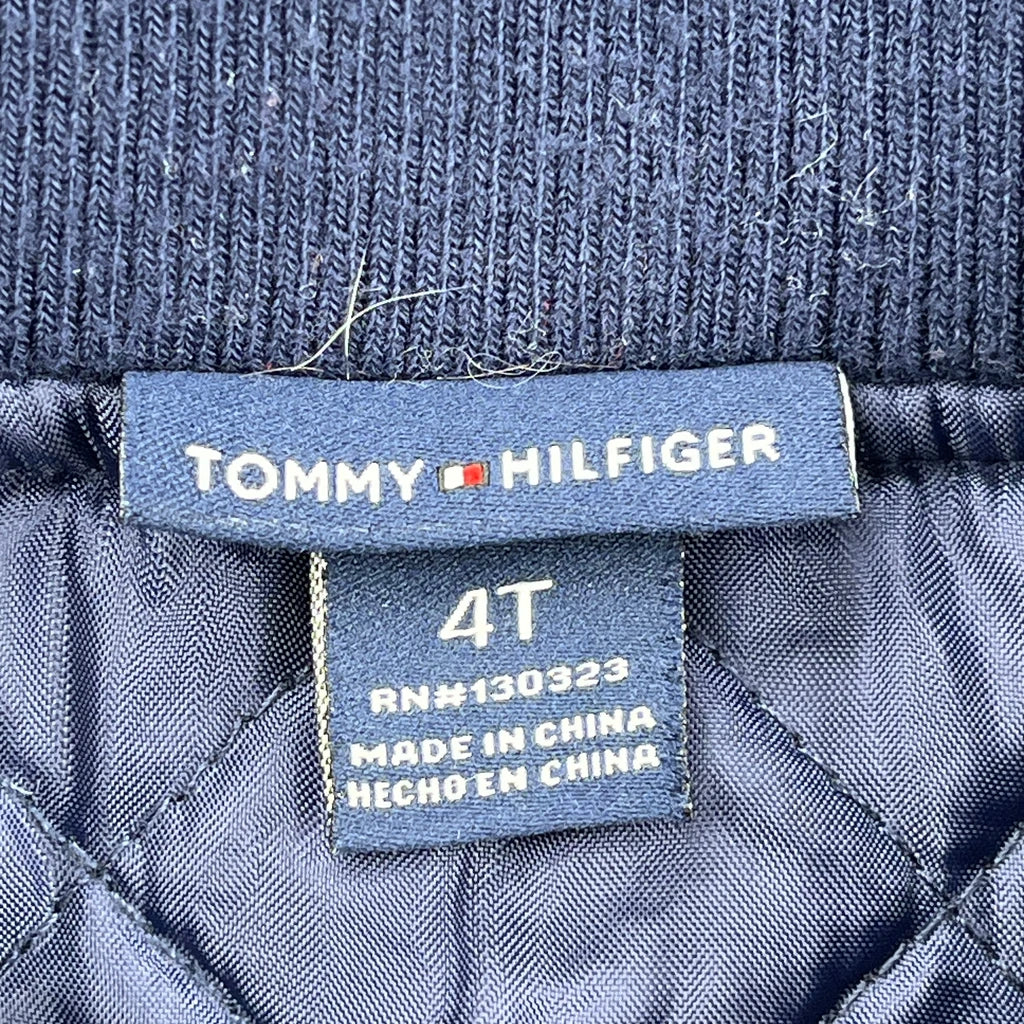 TOMMY HILFIGER
4T
RN#130323
MADE IN CHINA
HECHO EN CHINA